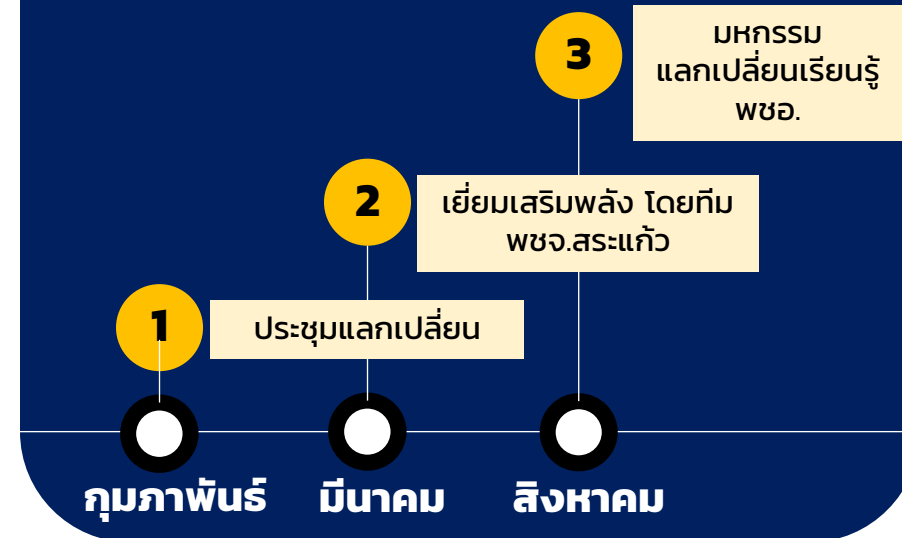 3
มหกรรม
แลกเปลี่ยนเรียนรู้
พชอ.
2
เยี่ยมเสริมพลัง โดยทีม
พชจ.สระแก้ว
1
ประชุมแลกเปลี่ยน
กุมภาพันธ์
มีนาคม
สิงหาคม